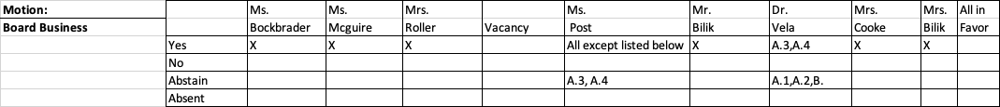 Motion: Ms. Ms. Mrs. Ms. Mr. Dr. Mrs. Mrs. All in
Board Business Bockbrader Mcguire Roller Vacancy Post Bilik Vela Cooke Bilik Favor
Yes X X X All except listed below X A.3,A.4 X X
No
Abstain A.3, A.4 A.1,A.2,B.
Absent